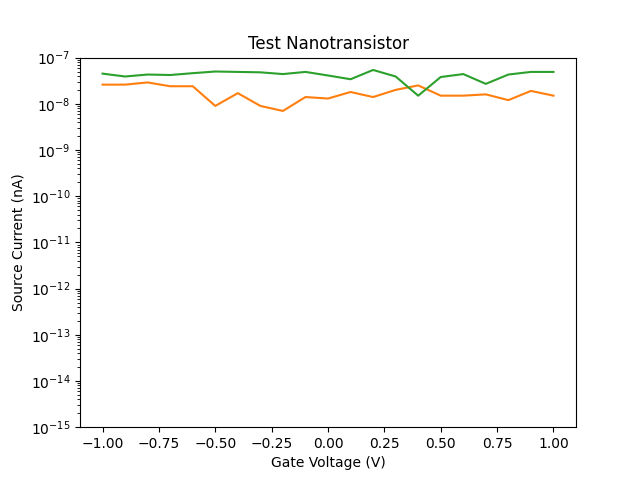 Test Nanotransistor
Source Current (nA)
10⁻⁷
10⁻⁸
10⁻⁹
10⁻¹⁰
10⁻¹¹
10⁻¹²
10⁻¹³
10⁻¹⁴
10⁻¹⁵
−1.00 −0.75 −0.50 −0.25 0.00 0.25 0.50 0.75 1.00
Gate Voltage (V)